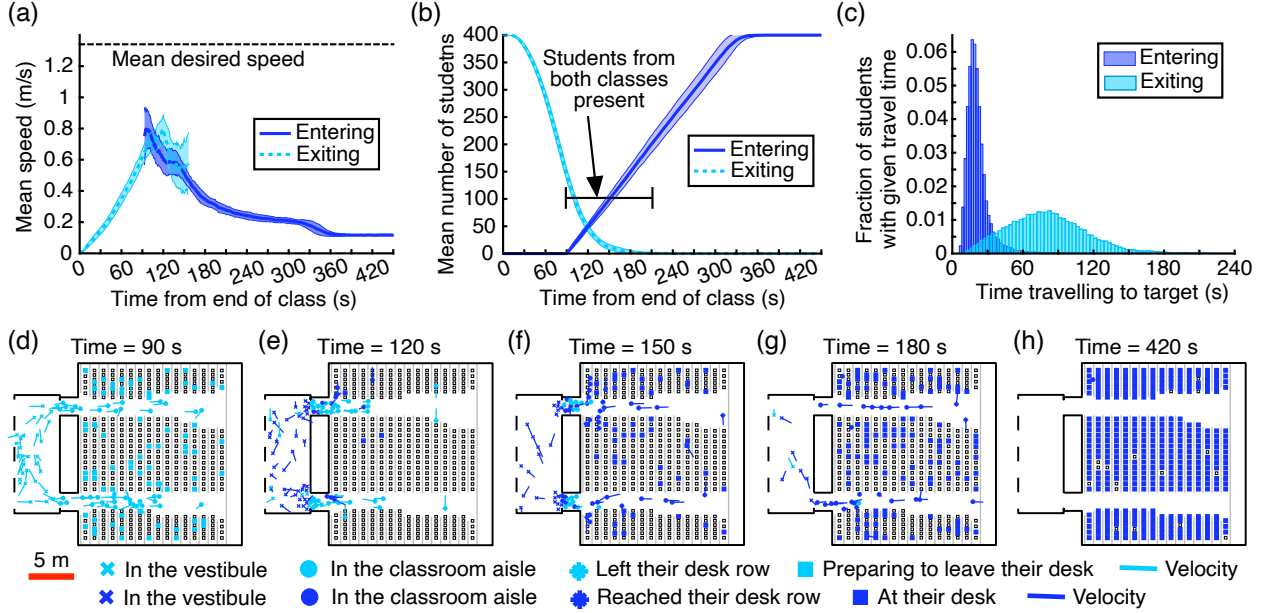 (a)
Mean speed (m/s)
1.2
1
0.8
0.6
0.4
0.2
0
Mean desired speed
Entering
Exiting
0
60
120
180
240
300
360
420
Time from end of class (s)
(b)
Mean number of studetns
400
350
300
250
200
150
100
50
0
Students from
both classes
present
Entering
Exiting
0
60
120
180
240
300
360
420
Time from end of class (s)
(c)
Fraction of students
with given travel time
0.06
0.05
0.04
0.03
0.02
0.01
0
Entering
Exiting
0
60
120
180
240
Time travelling to target (s)
(d)
Time = 90 s
(e)
Time = 120 s
(f)
Time = 150 s
(g)
Time = 180 s
(h)
Time = 420 s
5 m
In the vestibule
In the classroom aisle
Left their desk row
Preparing to leave their desk
Velocity
In the vestibule
In the classroom aisle
Reached their desk row
At their desk
Velocity